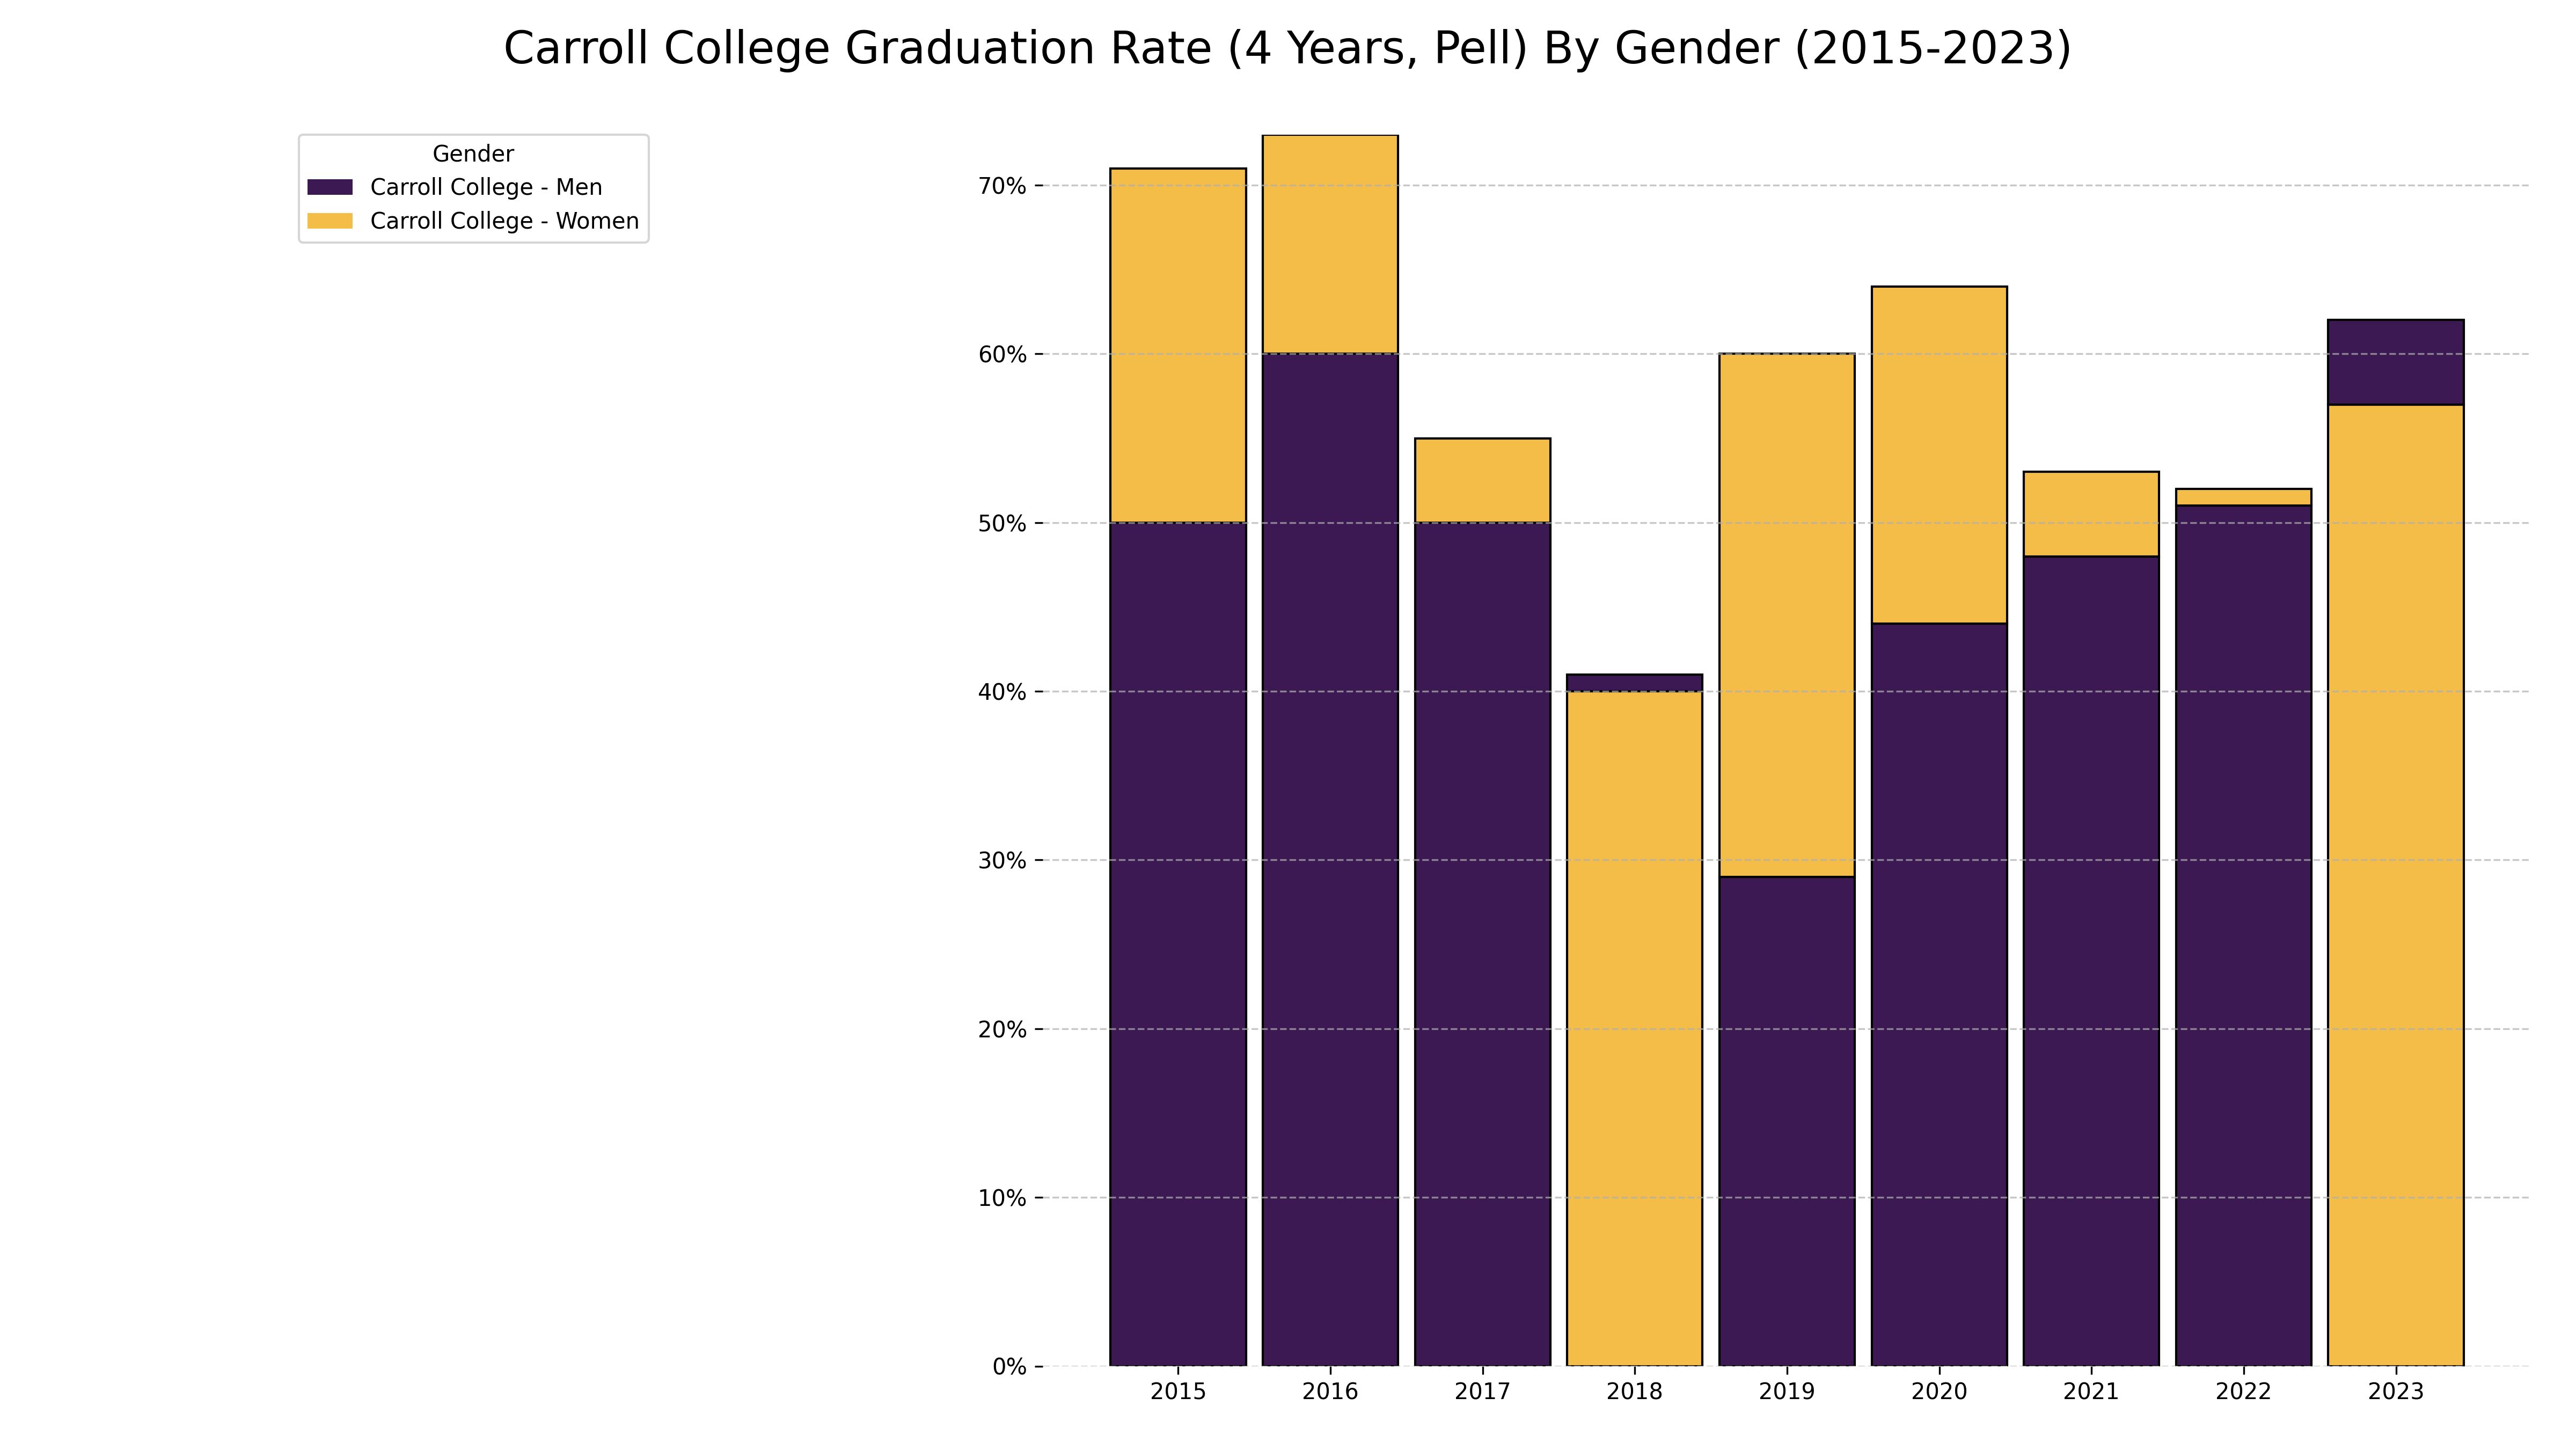 Carroll College Graduation Rate (4 Years, Pell) By Gender (2015-2023)
Gender
Carroll College - Men
Carroll College - Women
70%
60%
50%
40%
30%
20%
10%
0%
2015 2016 2017 2018 2019 2020 2021 2022 2023